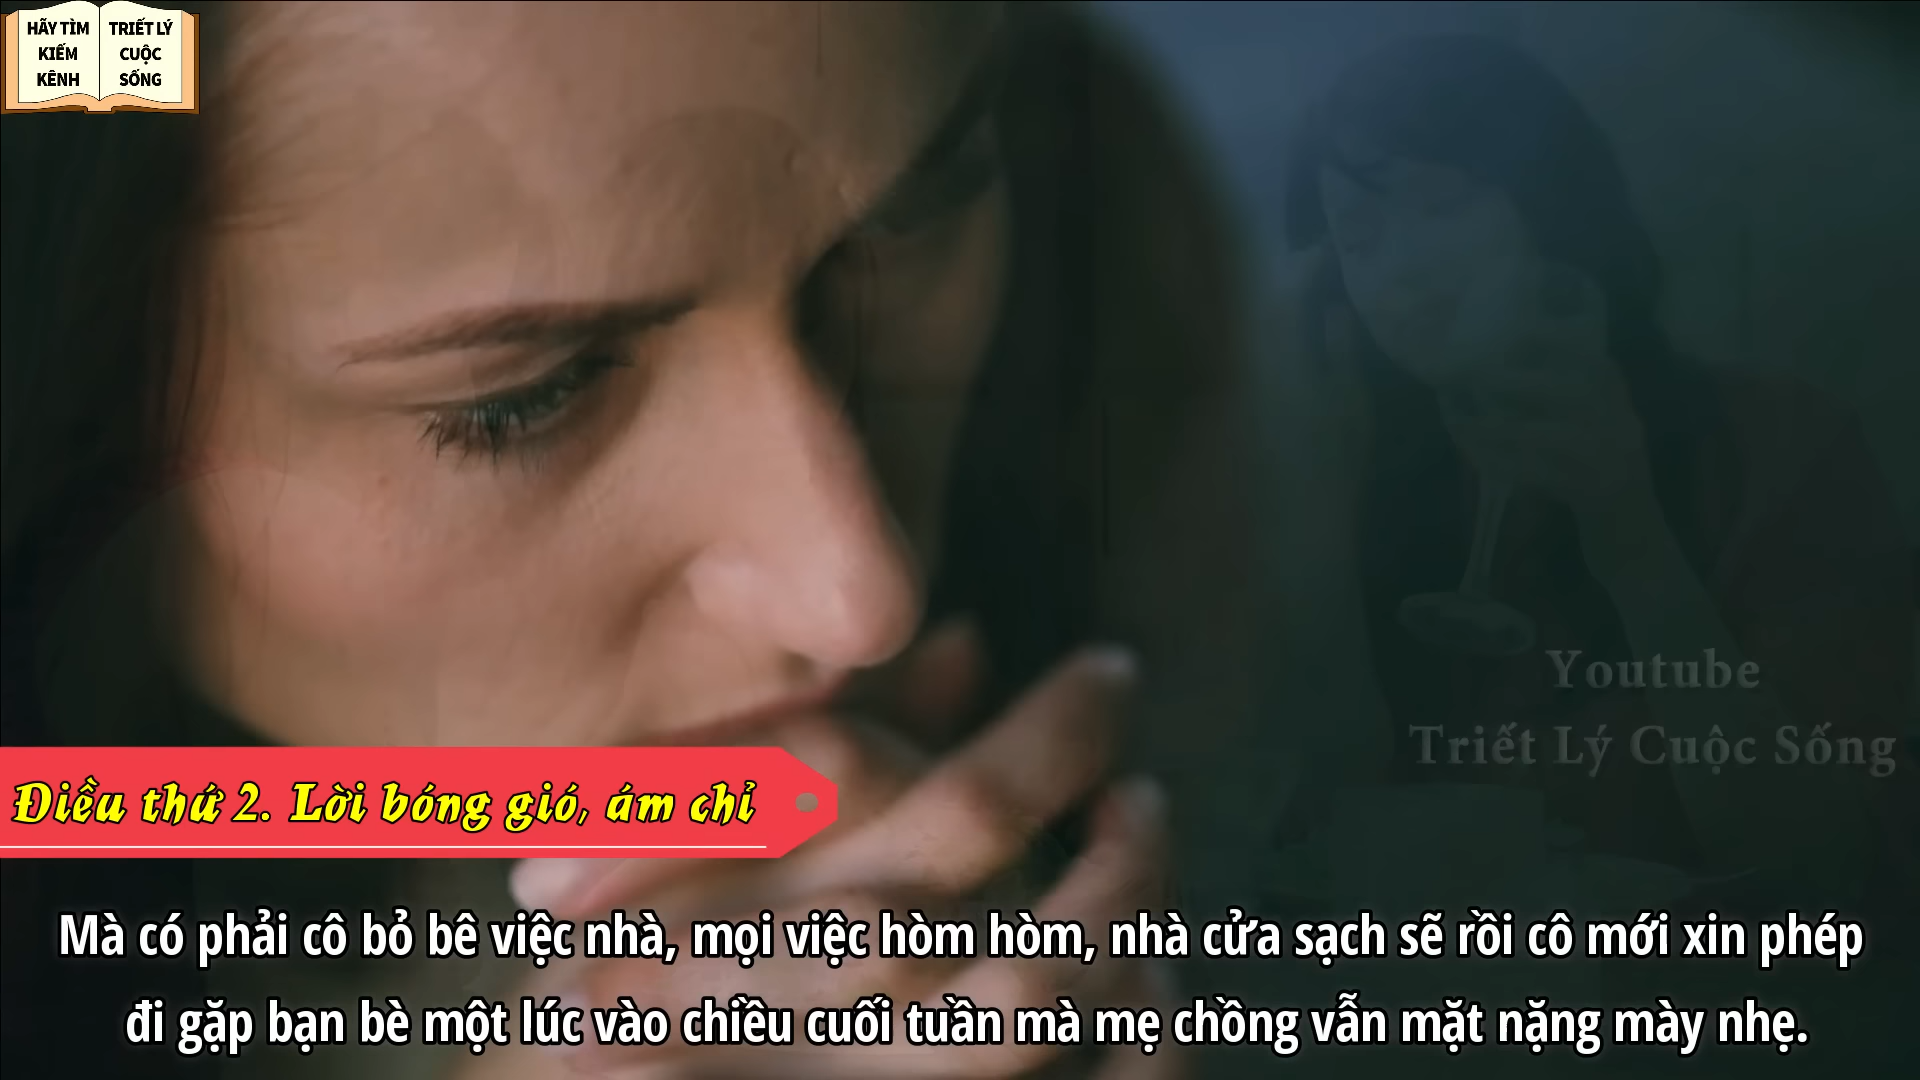 HÃY TÌM
KIẾM
KÊNH
TRIẾT LÝ
CUỘC
SỐNG
Youtube
Triết Lý Cuộc Sống
Điều thứ 2. Lời bóng gió, ám chỉ
Mà có phải cô bỏ bê việc nhà, mọi việc hòm hòm, nhà cửa sạch sẽ rồi cô mới xin phép
đi gặp bạn bè một lúc vào chiều cuối tuần mà mẹ chồng vẫn mặt nặng mày nhẹ.